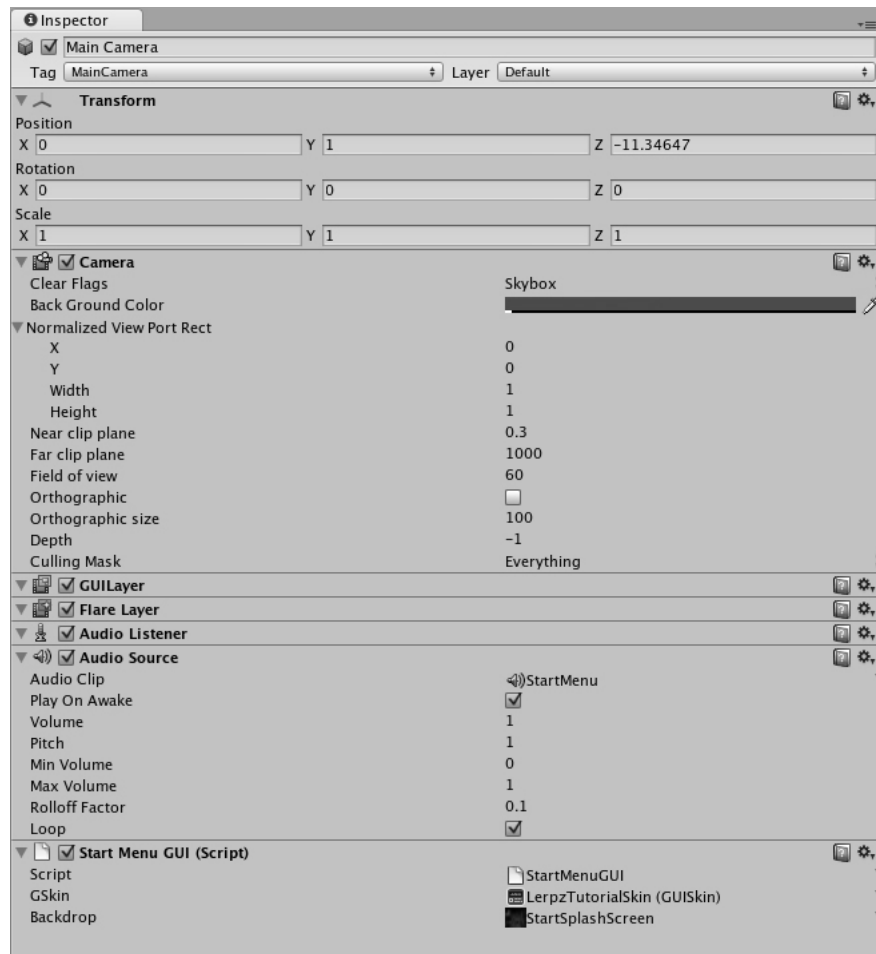 Inspector
Main Camera
Tag MainCamera Layer Default
Transform
Position
X 0 Y 1 Z -11.34647
Rotation
X 0 Y 0 Z 0
Scale
X 1 Y 1 Z 1
Camera
Clear Flags Skybox
Back Ground Color
Normalized View Port Rect
X 0
Y 0
Width 1
Height 1
Near clip plane 0.3
Far clip plane 1000
Field of view 60
Orthographic
Orthographic size 100
Depth -1
Culling Mask Everything
GUILayer
Flare Layer
Audio Listener
Audio Source
Audio Clip StartMenu
Play On Awake
Volume 1
Pitch 1
Min Volume 0
Max Volume 1
Rolloff Factor 0.1
Loop
Start Menu GUI (Script)
Script StartMenuGUI
GSkin LerpzTutorialSkin (GUISkin)
Backdrop StartSplashScreen